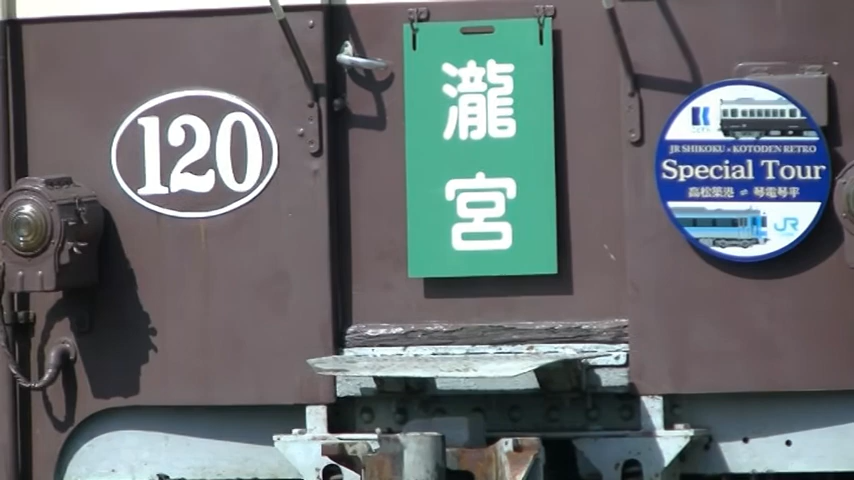 120
瀧
宮
JR SHIKOKU × KOTODEN RETRO
Special Tour
高松築港 ⇄ 琴電琴平
JR